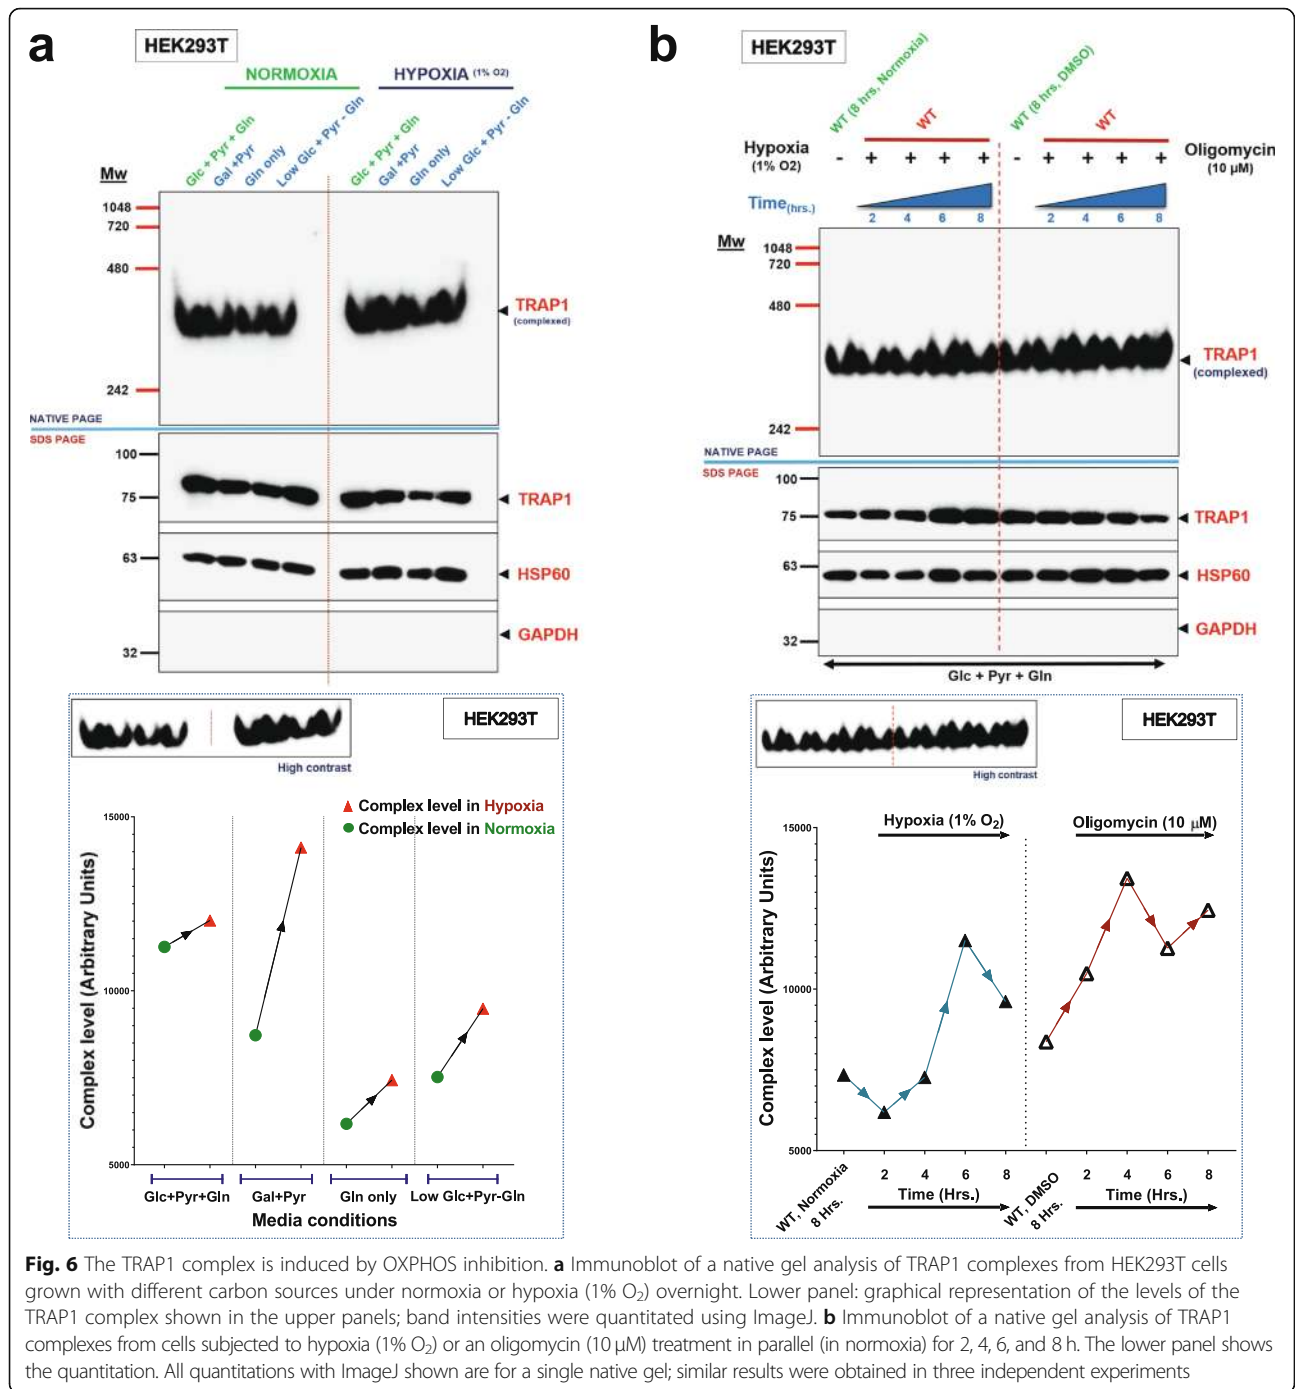 a
HEK293T
NORMOXIA
HYPOXIA (1% O2)
Glc + Pyr + Gln
Gal +Pyr
Gln only
Low Glc + Pyr - Gln
Glc + Pyr + Gln
Gal +Pyr
Gln only
Low Glc + Pyr - Gln
Mw
1048
720
480
242
TRAP1
(complexed)
NATIVE PAGE
SDS PAGE
100
75
TRAP1
63
HSP60
GAPDH
32
HEK293T
High contrast
Complex level in Hypoxia
Complex level in Normoxia
Complex level (Arbitrary Units)
15000
10000
5000
Glc+Pyr+Gln
Gal+Pyr
Gln only
Low Glc+Pyr-Gln
Media conditions
b
HEK293T
WT (8 hrs, Normoxia)
WT
WT (8 hrs, DMSO)
WT
Hypoxia
(1% O2)
- + + + + - + + + +
Oligomycin
(10 µM)
Time(hrs.)
2 4 6 8 2 4 6 8
Mw
1048
720
480
242
TRAP1
(complexed)
NATIVE PAGE
SDS PAGE
100
75
TRAP1
63
HSP60
GAPDH
32
Glc + Pyr + Gln
HEK293T
High contrast
Hypoxia (1% O₂)
Oligomycin (10 µM)
Complex level (Arbitrary Units)
15000
10000
5000
WT, Normoxia
8 Hrs.
2 4 6 8
Time (Hrs.)
WT, DMSO
8 Hrs.
2 4 6 8
Time (Hrs.)
Fig. 6 The TRAP1 complex is induced by OXPHOS inhibition. a Immunoblot of a native gel analysis of TRAP1 complexes from HEK293T cells
grown with different carbon sources under normoxia or hypoxia (1% O₂) overnight. Lower panel: graphical representation of the levels of the
TRAP1 complex shown in the upper panels; band intensities were quantitated using ImageJ. b Immunoblot of a native gel analysis of TRAP1
complexes from cells subjected to hypoxia (1% O₂) or an oligomycin (10 µM) treatment in parallel (in normoxia) for 2, 4, 6, and 8 h. The lower panel shows
the quantitation. All quantitations with ImageJ shown are for a single native gel; similar results were obtained in three independent experiments